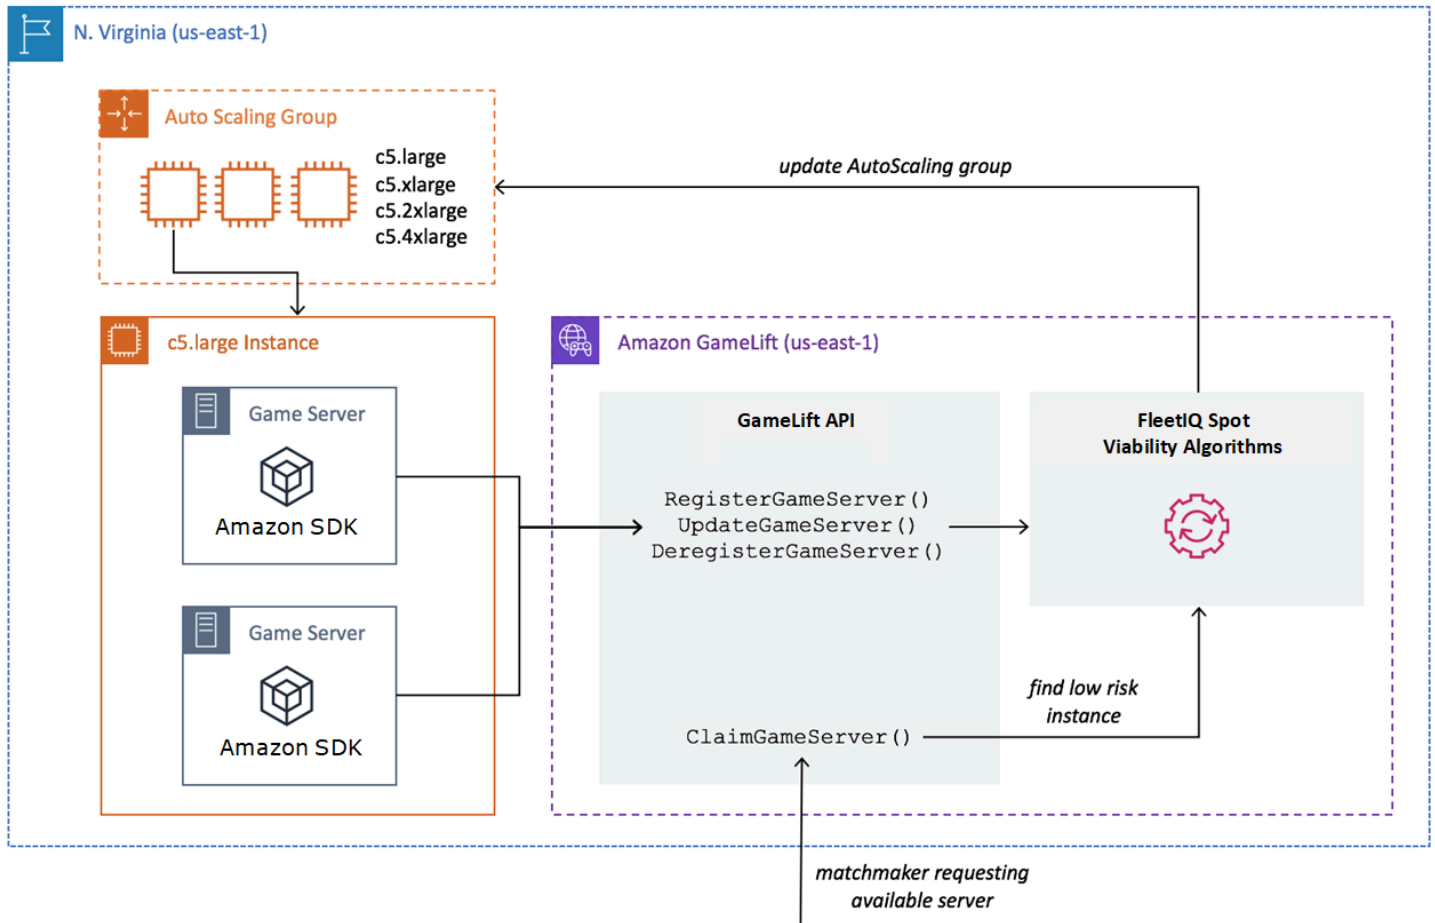 N. Virginia (us-east-1)
Auto Scaling Group
c5.large
c5.xlarge
c5.2xlarge
c5.4xlarge
update AutoScaling group
c5.large Instance
Game Server
Amazon SDK
Game Server
Amazon SDK
Amazon GameLift (us-east-1)
GameLift API
RegisterGameServer()
UpdateGameServer()
DeregisterGameServer()
ClaimGameServer()
FleetIQ Spot
Viability Algorithms
find low risk
instance
matchmaker requesting
available server